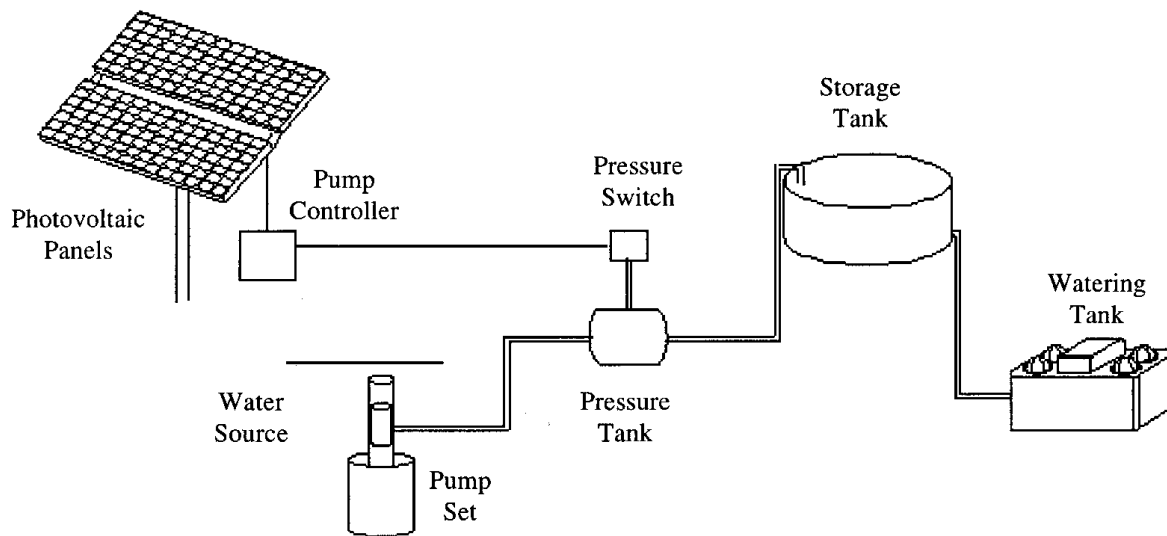 Storage
Tank
Pressure
Switch
Pump
Controller
Photovoltaic
Panels
Watering
Tank
Water
Source
Pressure
Tank
Pump
Set